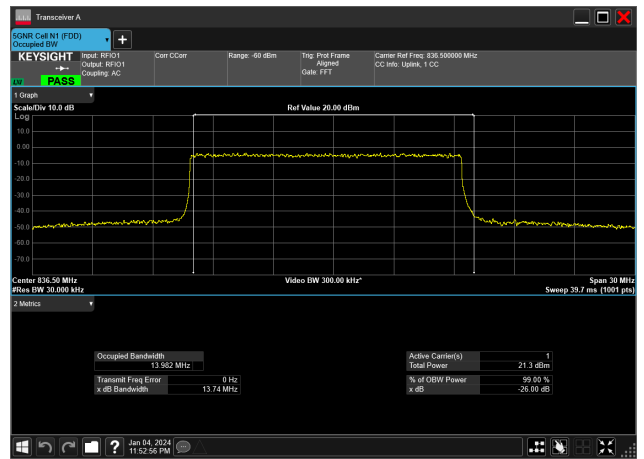 Transceiver A
5GNR Cell N1 (FDD)
Occupied BW
KEYSIGHT
PASS
Input: RFIO1
Output: RFIO1
Coupling: AC
Corr CCorr
Range: -60 dBm
Trig: Prot Frame
Aligned
Gate: FFT
Carrier Ref Freq: 836.500000 MHz
CC Info: Uplink, 1 CC
1 Graph
Scale/Div 10.0 dB
Ref Value 20.00 dBm
Log
10.0
0.00
-10.0
-20.0
-30.0
-40.0
-50.0
-60.0
-70.0
Center 836.50 MHz
Video BW 300.00 kHz*
Span 30 MHz
#Res BW 30.000 kHz
Sweep 39.7 ms (1001 pts)
2 Metrics
Occupied Bandwidth
13.982 MHz
Transmit Freq Error 0 Hz
x dB Bandwidth 13.74 MHz
Active Carrier(s) 1
Total Power 21.3 dBm
% of OBW Power 99.00 %
x dB -26.00 dB
Jan 04, 2024
11:52:56 PM